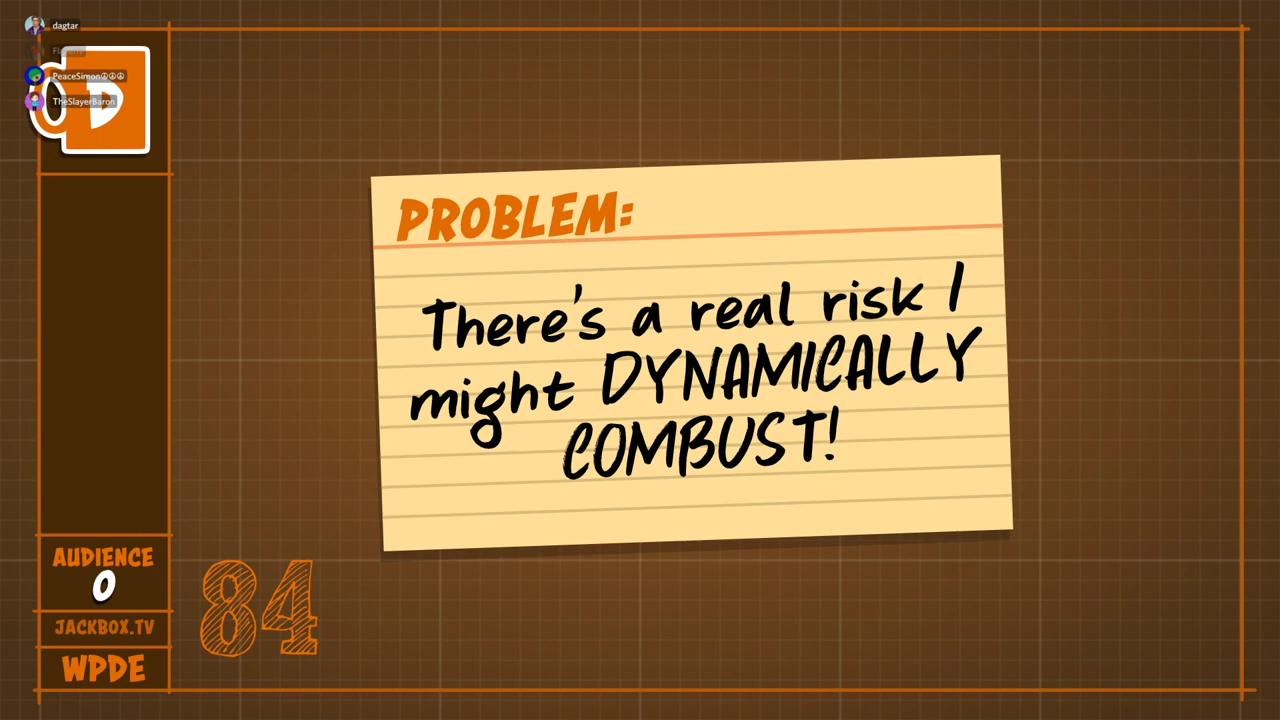 dagtar
PeaceSimon☮☮☮
TheSlayerBaron
D
PROBLEM:
There's a real risk I
might DYNAMICALLY
COMBUST!
AUDIENCE
0
JACKBOX.TV
WPDE
84